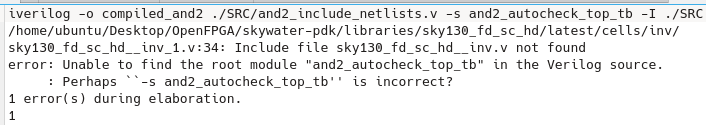 iverilog -o compiled_and2 ./SRC/and2_include_netlists.v -s and2_autocheck_top_tb -I ./SRC
/home/ubuntu/Desktop/OpenFPGA/skywater-pdk/libraries/sky130_fd_sc_hd/latest/cells/inv/
sky130_fd_sc_hd__inv_1.v:34: Include file sky130_fd_sc_hd__inv.v not found
error: Unable to find the root module "and2_autocheck_top_tb" in the Verilog source.
     : Perhaps ``-s and2_autocheck_top_tb'' is incorrect?
1 error(s) during elaboration.
1